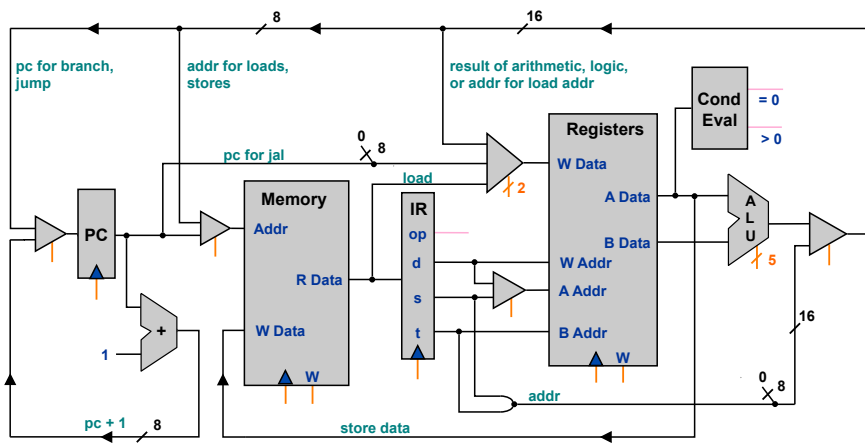 8
16
pc for branch,
jump
addr for loads,
stores
result of arithmetic, logic,
or addr for load addr
Cond
Eval
= 0
> 0
Registers
0
8
pc for jal
W Data
load
2
Memory
IR
A Data
A
L
U
PC
Addr
op
B Data
d
W Addr
5
R Data
s
A Addr
W Data
t
B Addr
+
1
16
W
W
0
8
addr
pc + 1
8
store data